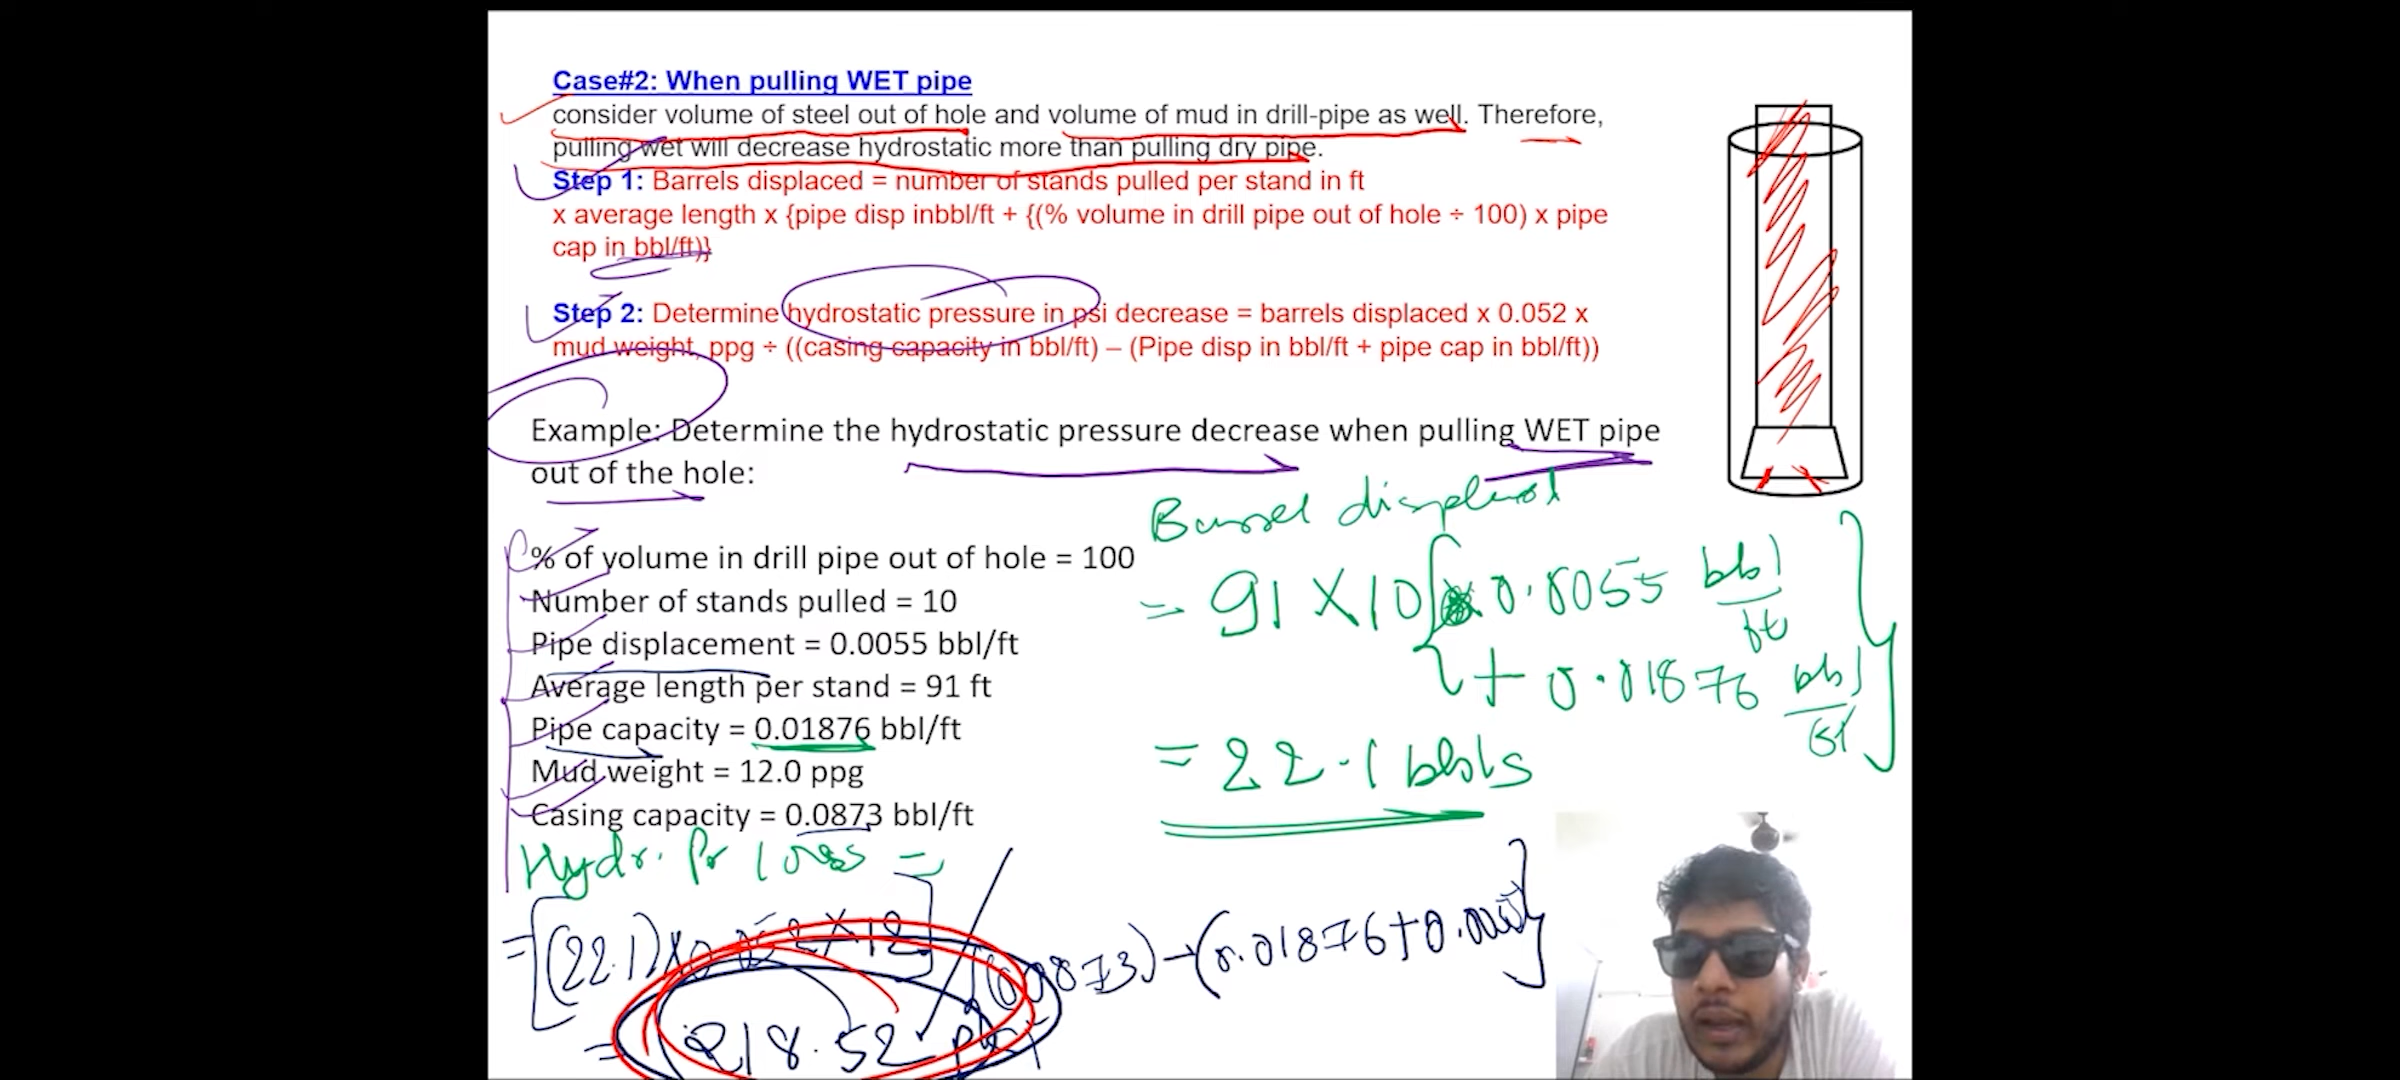 Case#2: When pulling WET pipe
consider volume of steel out of hole and volume of mud in drill-pipe as well. Therefore,
pulling wet will decrease hydrostatic more than pulling dry pipe.
Step 1: Barrels displaced = number of stands pulled per stand in ft
x average length x {pipe disp inbbl/ft + {(% volume in drill pipe out of hole ÷ 100) x pipe
cap in bbl/ft)}
Step 2: Determine hydrostatic pressure in psi decrease = barrels displaced x 0.052 x
mud weight, ppg ÷ ((casing capacity in bbl/ft) – (Pipe disp in bbl/ft + pipe cap in bbl/ft))
Example: Determine the hydrostatic pressure decrease when pulling WET pipe
out of the hole:
% of volume in drill pipe out of hole = 100
Number of stands pulled = 10
Pipe displacement = 0.0055 bbl/ft
Average length per stand = 91 ft
Pipe capacity = 0.01876 bbl/ft
Mud weight = 12.0 ppg
Casing capacity = 0.0873 bbl/ft
Barrel displaced
= 91 X 10 { 0.0055 bbl/ft
+ 0.01876 bbl/ft }
= 22.1 bbls
Hydr. Pr loss =
= [(22.1) X 0.052 X 12] / {(0.0873) - (0.01876 + }
= 218.52 psi